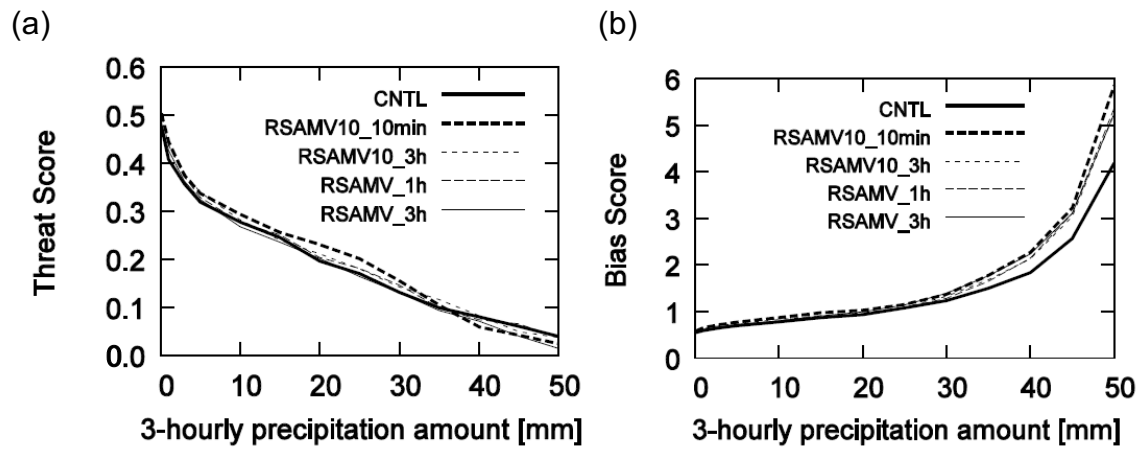 (a)
0.6
0.5
0.4
0.3
0.2
0.1
0.0
Threat Score
CNTL
RSAMV10_10min
RSAMV10_3h
RSAMV_1h
RSAMV_3h
0 10 20 30 40 50
3-hourly precipitation amount [mm]
(b)
6
5
4
3
2
1
0
Bias Score
CNTL
RSAMV10_10min
RSAMV10_3h
RSAMV_1h
RSAMV_3h
0 10 20 30 40 50
3-hourly precipitation amount [mm]